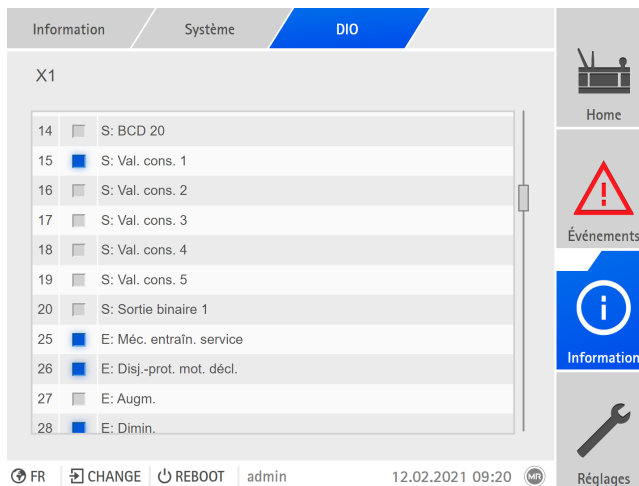 Information Système DIO
X1
14 S: BCD 20
15 S: Val. cons. 1
16 S: Val. cons. 2
17 S: Val. cons. 3
18 S: Val. cons. 4
19 S: Val. cons. 5
20 S: Sortie binaire 1
25 E: Méc. entraîn. service
26 E: Disj.-prot. mot. décl.
27 E: Augm.
28 E: Dimin.
Home
Événements
Information
Réglages
FR CHANGE REBOOT admin 12.02.2021 09:20 MR